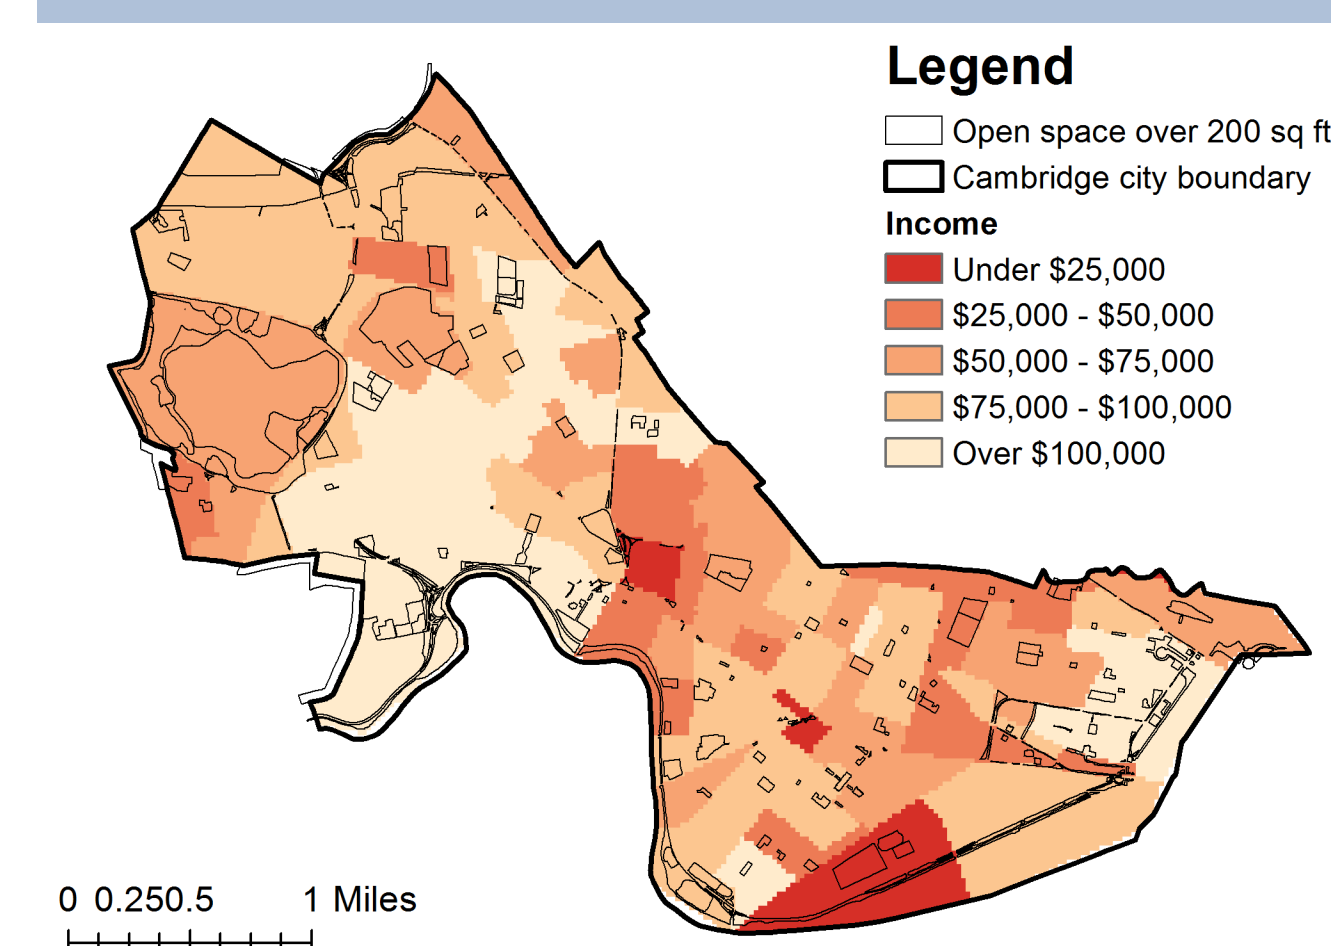 Legend
Open space over 200 sq ft
Cambridge city boundary
Income
Under $25,000
$25,000 - $50,000
$50,000 - $75,000
$75,000 - $100,000
Over $100,000
0 0.250.5 1 Miles